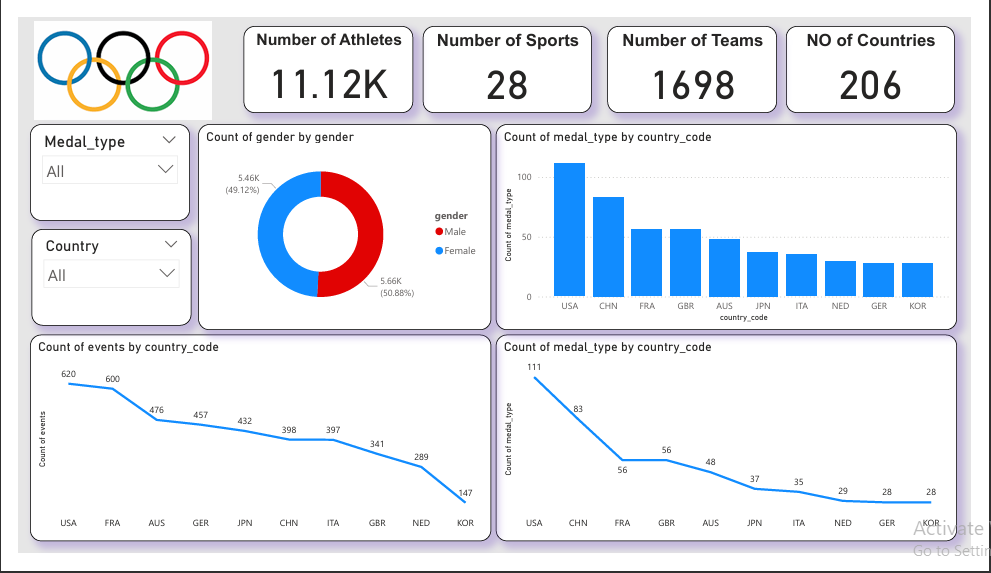 Number of Athletes
11.12K
Number of Sports
28
Number of Teams
1698
NO of Countries
206
Medal_type
All
Country
All
Count of gender by gender
5.46K
(49.12%)
gender
Male
Female
5.66K
(50.88%)
Count of medal_type by country_code
Count of medal_type
100
50
0
USA CHN FRA GBR AUS JPN ITA NED GER KOR
country_code
Count of events by country_code
Count of events
620 600 476 457 432 398 397 341 289 147
USA FRA AUS GER JPN CHN ITA GBR NED KOR
Count of medal_type by country_code
Count of medal_type
111 83 56 56 48 37 35 29 28 28
USA CHN FRA GBR AUS JPN ITA NED GER KOR
Activate
Go to